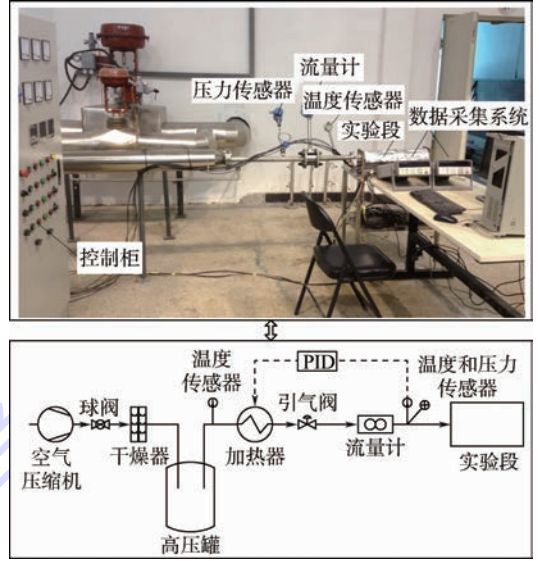 流量计
压力传感器
温度传感器
实验段
数据采集系统
控制柜
温度
传感器
PID
温度和压力
传感器
球阀
引气阀
空气
压缩机
干燥器
加热器
流量计
实验段
高压罐